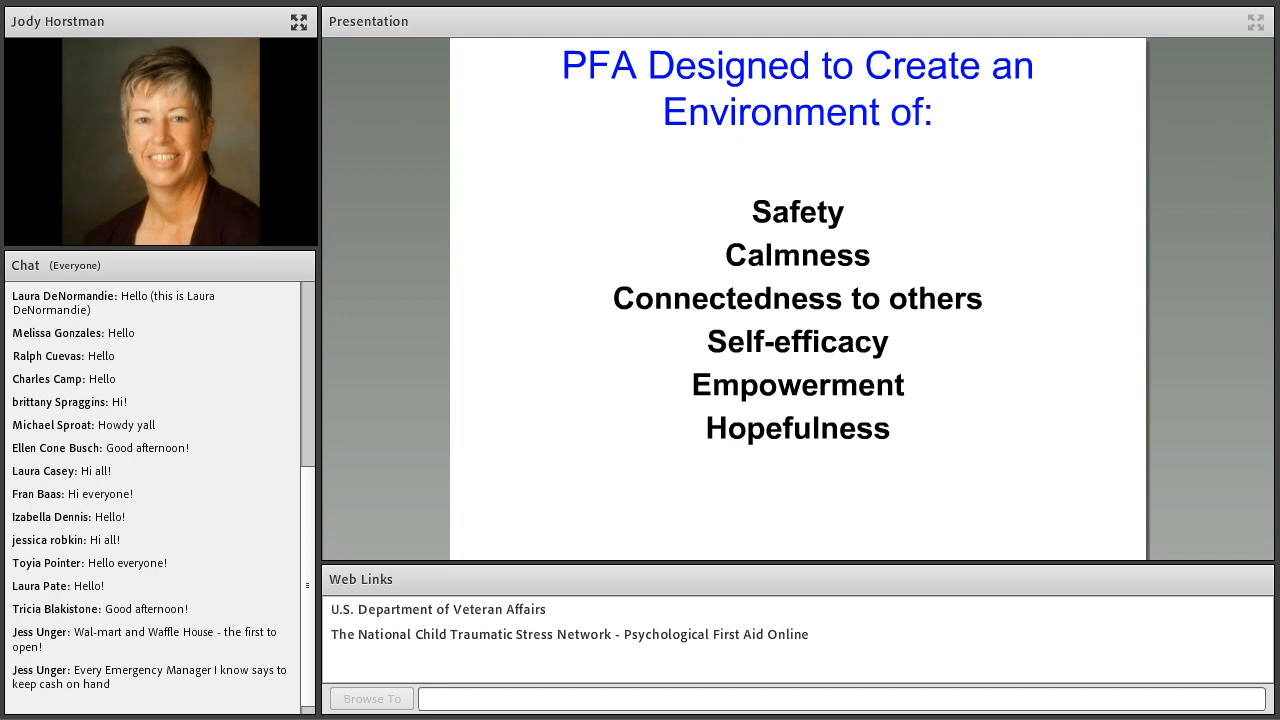 Jody Horstman
Chat (Everyone)
Laura DeNormandie: Hello (this is Laura
DeNormandie)
Melissa Gonzales: Hello
Ralph Cuevas: Hello
Charles Camp: Hello
brittany Spraggins: Hi!
Michael Sproat: Howdy yall
Ellen Cone Busch: Good afternoon!
Laura Casey: Hi all!
Fran Baas: Hi everyone!
Izabella Dennis: Hello!
jessica robkin: Hi all!
Toyia Pointer: Hello everyone!
Laura Pate: Hello!
Tricia Blakistone: Good afternoon!
Jess Unger: Wal-mart and Waffle House - the first to
open!
Jess Unger: Every Emergency Manager I know says to
keep cash on hand
Presentation
PFA Designed to Create an
Environment of:
Safety
Calmness
Connectedness to others
Self-efficacy
Empowerment
Hopefulness
Web Links
U.S. Department of Veteran Affairs
The National Child Traumatic Stress Network - Psychological First Aid Online
Browse To